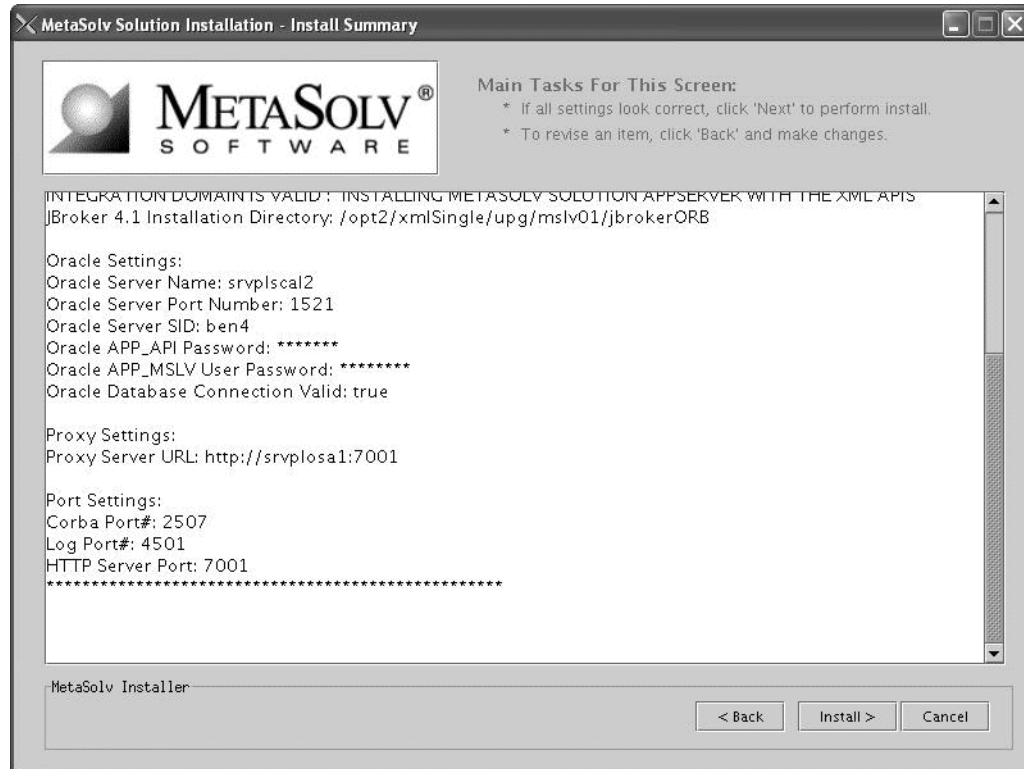 MetaSolv Solution Installation - Install Summary
METASOLV®
SOFTWARE
Main Tasks For This Screen:
* If all settings look correct, click 'Next' to perform install.
* To revise an item, click 'Back' and make changes.
INTEGRATION DOMAIN IS VALID : INSTALLING METASOLV SOLUTION APPSERVER WITH THE XML APIS
JBroker 4.1 Installation Directory: /opt2/xmlSingle/upg/mslv01/jbrokerORB
Oracle Settings:
Oracle Server Name: srvplscal2
Oracle Server Port Number: 1521
Oracle Server SID: ben4
Oracle APP_API Password: *******
Oracle APP_MSLV User Password: ********
Oracle Database Connection Valid: true
Proxy Settings:
Proxy Server URL: http://srvplosa1:7001
Port Settings:
Corba Port#: 2507
Log Port#: 4501
HTTP Server Port: 7001
***************************************************
MetaSolv Installer
< Back
Install >
Cancel